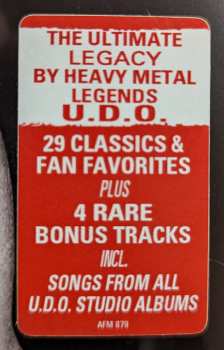 THE ULTIMATE
LEGACY
BY HEAVY METAL
LEGENDS
U.D.O.
29 CLASSICS &
FAN FAVORITES
PLUS
4 RARE
BONUS TRACKS
INCL.
SONGS FROM ALL
U.D.O. STUDIO ALBUMS
AFM 879